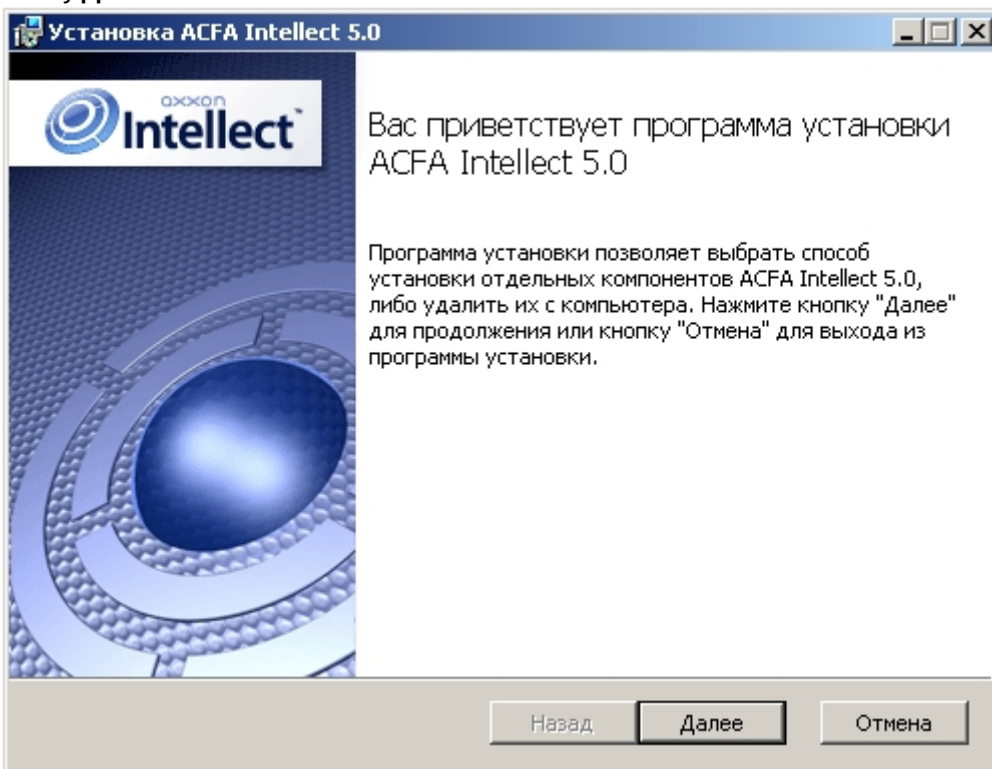 Установка ACFA Intellect 5.0
axxon
Intellect
Вас приветствует программа установки
ACFA Intellect 5.0
Программа установки позволяет выбрать способ
установки отдельных компонентов ACFA Intellect 5.0,
либо удалить их с компьютера. Нажмите кнопку "Далее"
для продолжения или кнопку "Отмена" для выхода из
программы установки.
Назад
Далее
Отмена